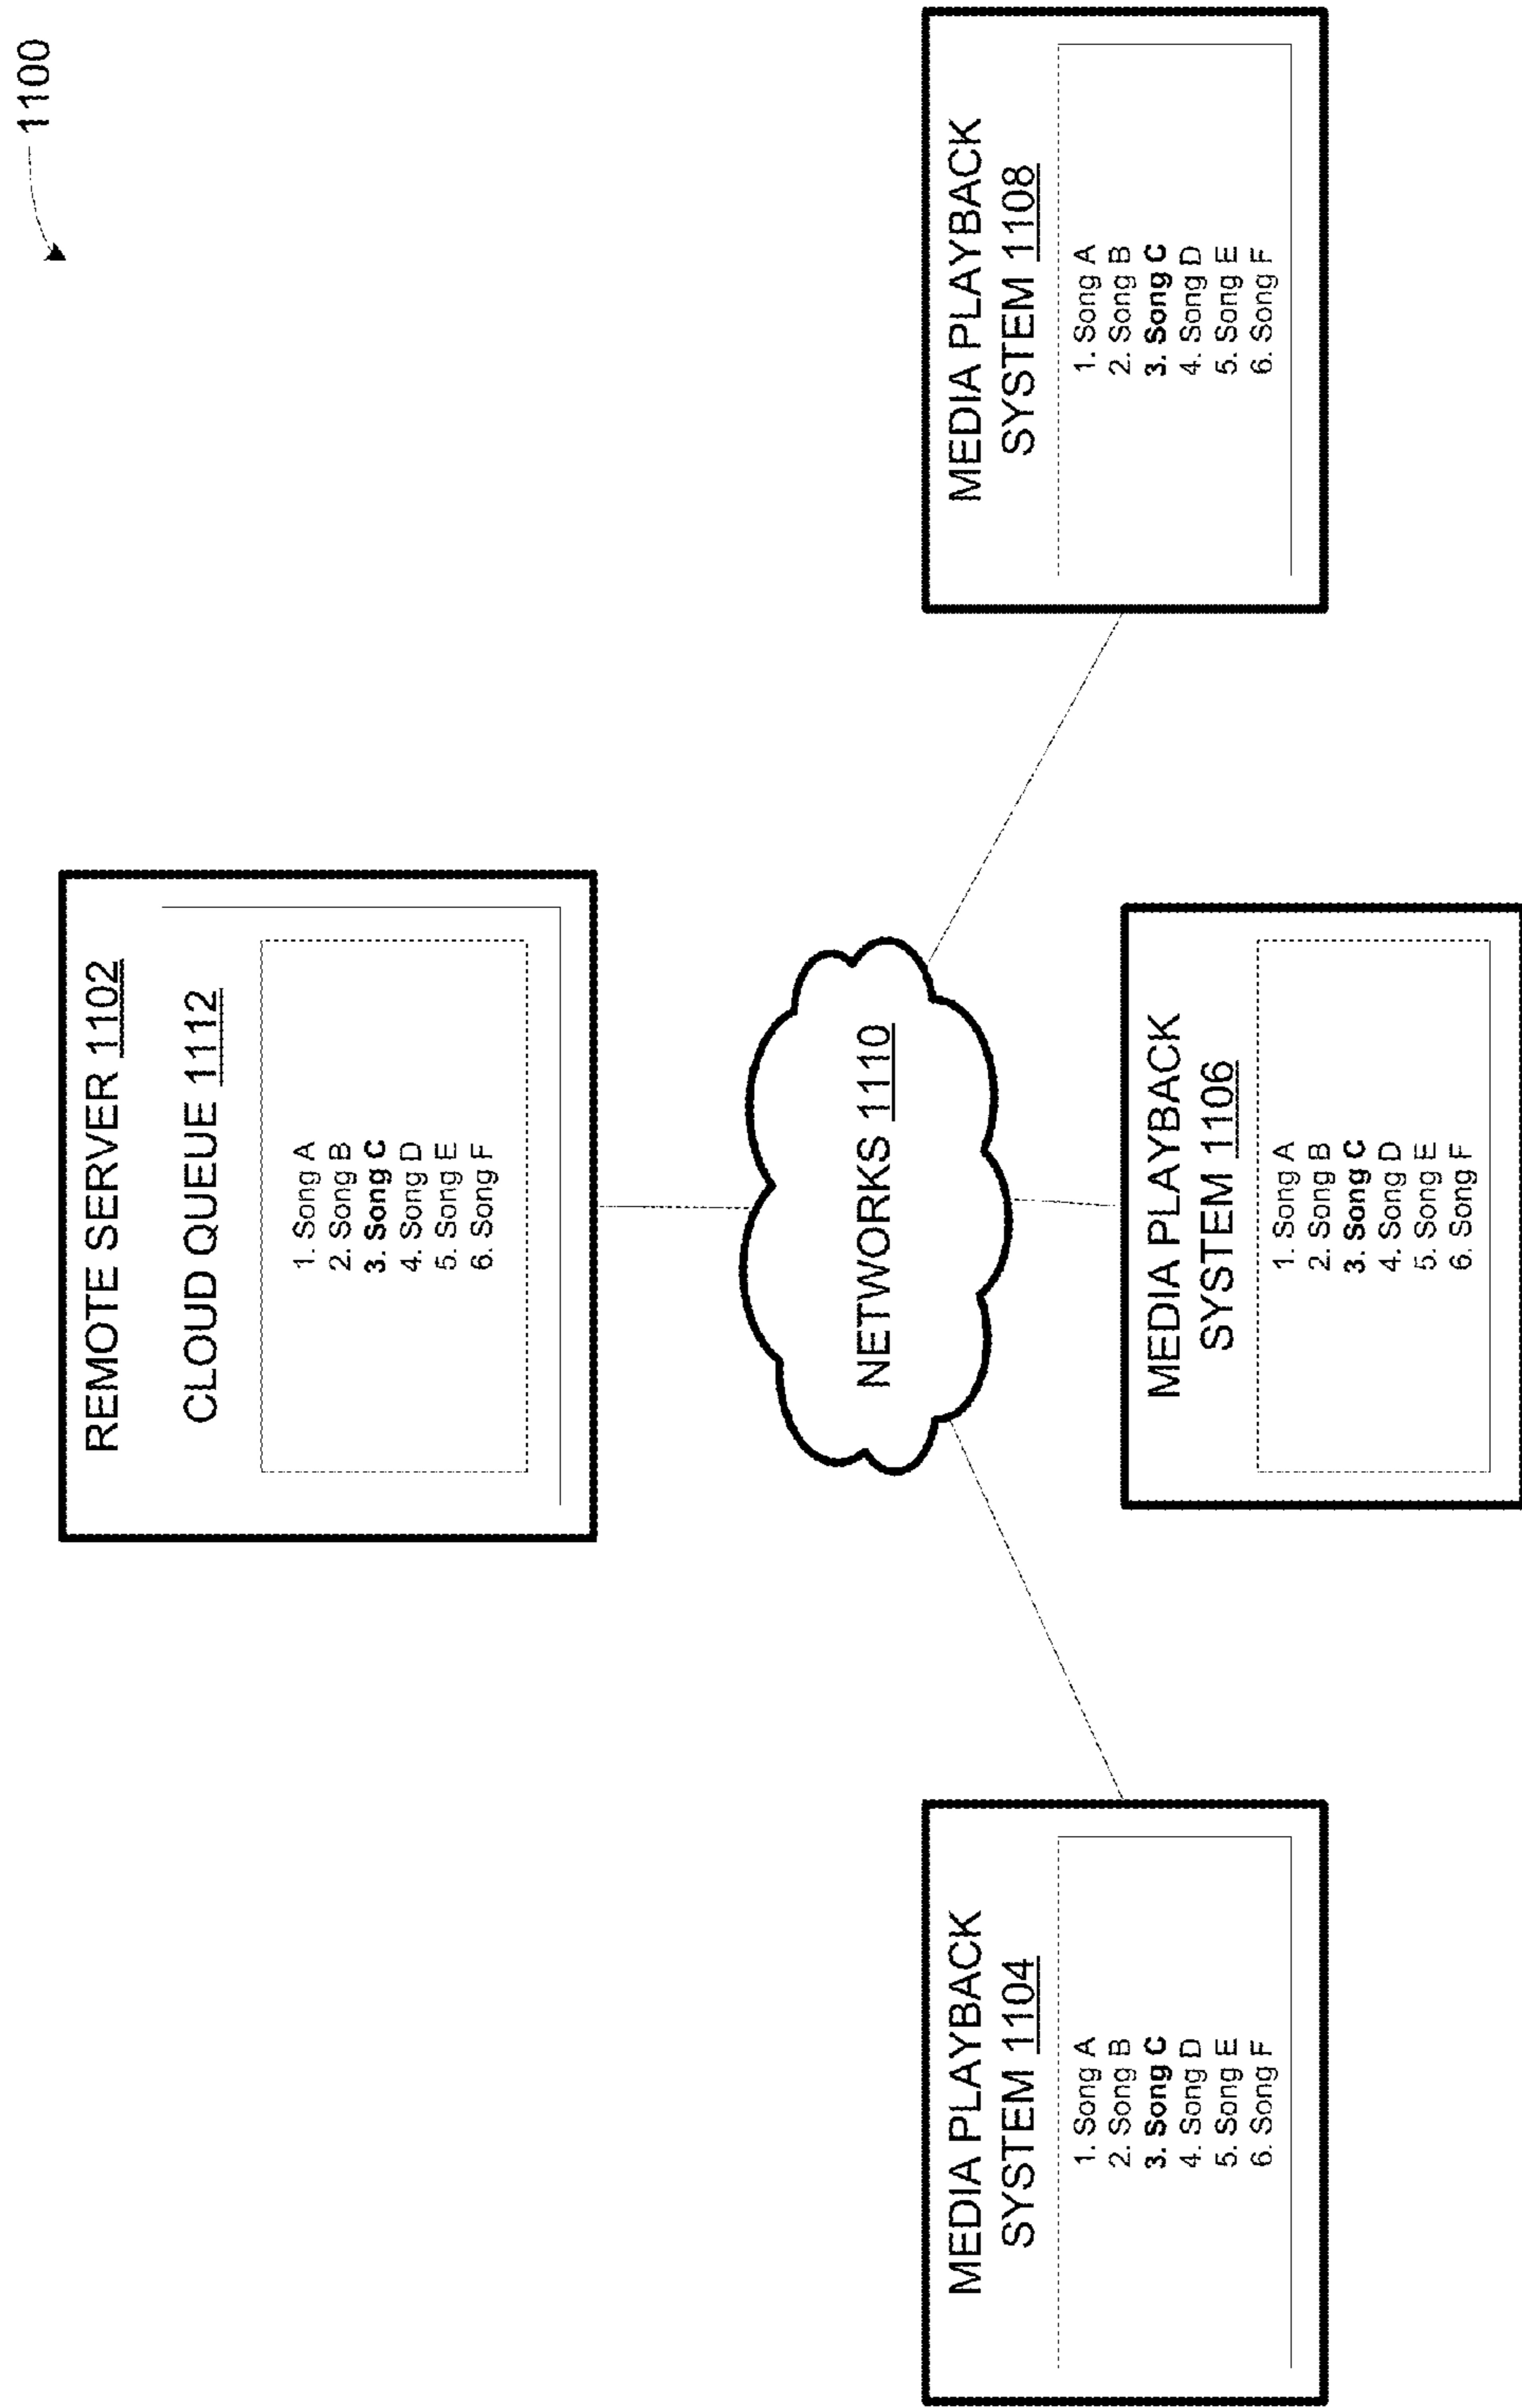 1100
REMOTE SERVER 1102
CLOUD QUEUE 1112
1. Song A
2. Song B
3. Song C
4. Song D
5. Song E
6. Song F
NETWORKS 1110
MEDIA PLAYBACK
SYSTEM 1104
1. Song A
2. Song B
3. Song C
4. Song D
5. Song E
6. Song F
MEDIA PLAYBACK
SYSTEM 1106
1. Song A
2. Song B
3. Song C
4. Song D
5. Song E
6. Song F
MEDIA PLAYBACK
SYSTEM 1108
1. Song A
2. Song B
3. Song C
4. Song D
5. Song E
6. Song F